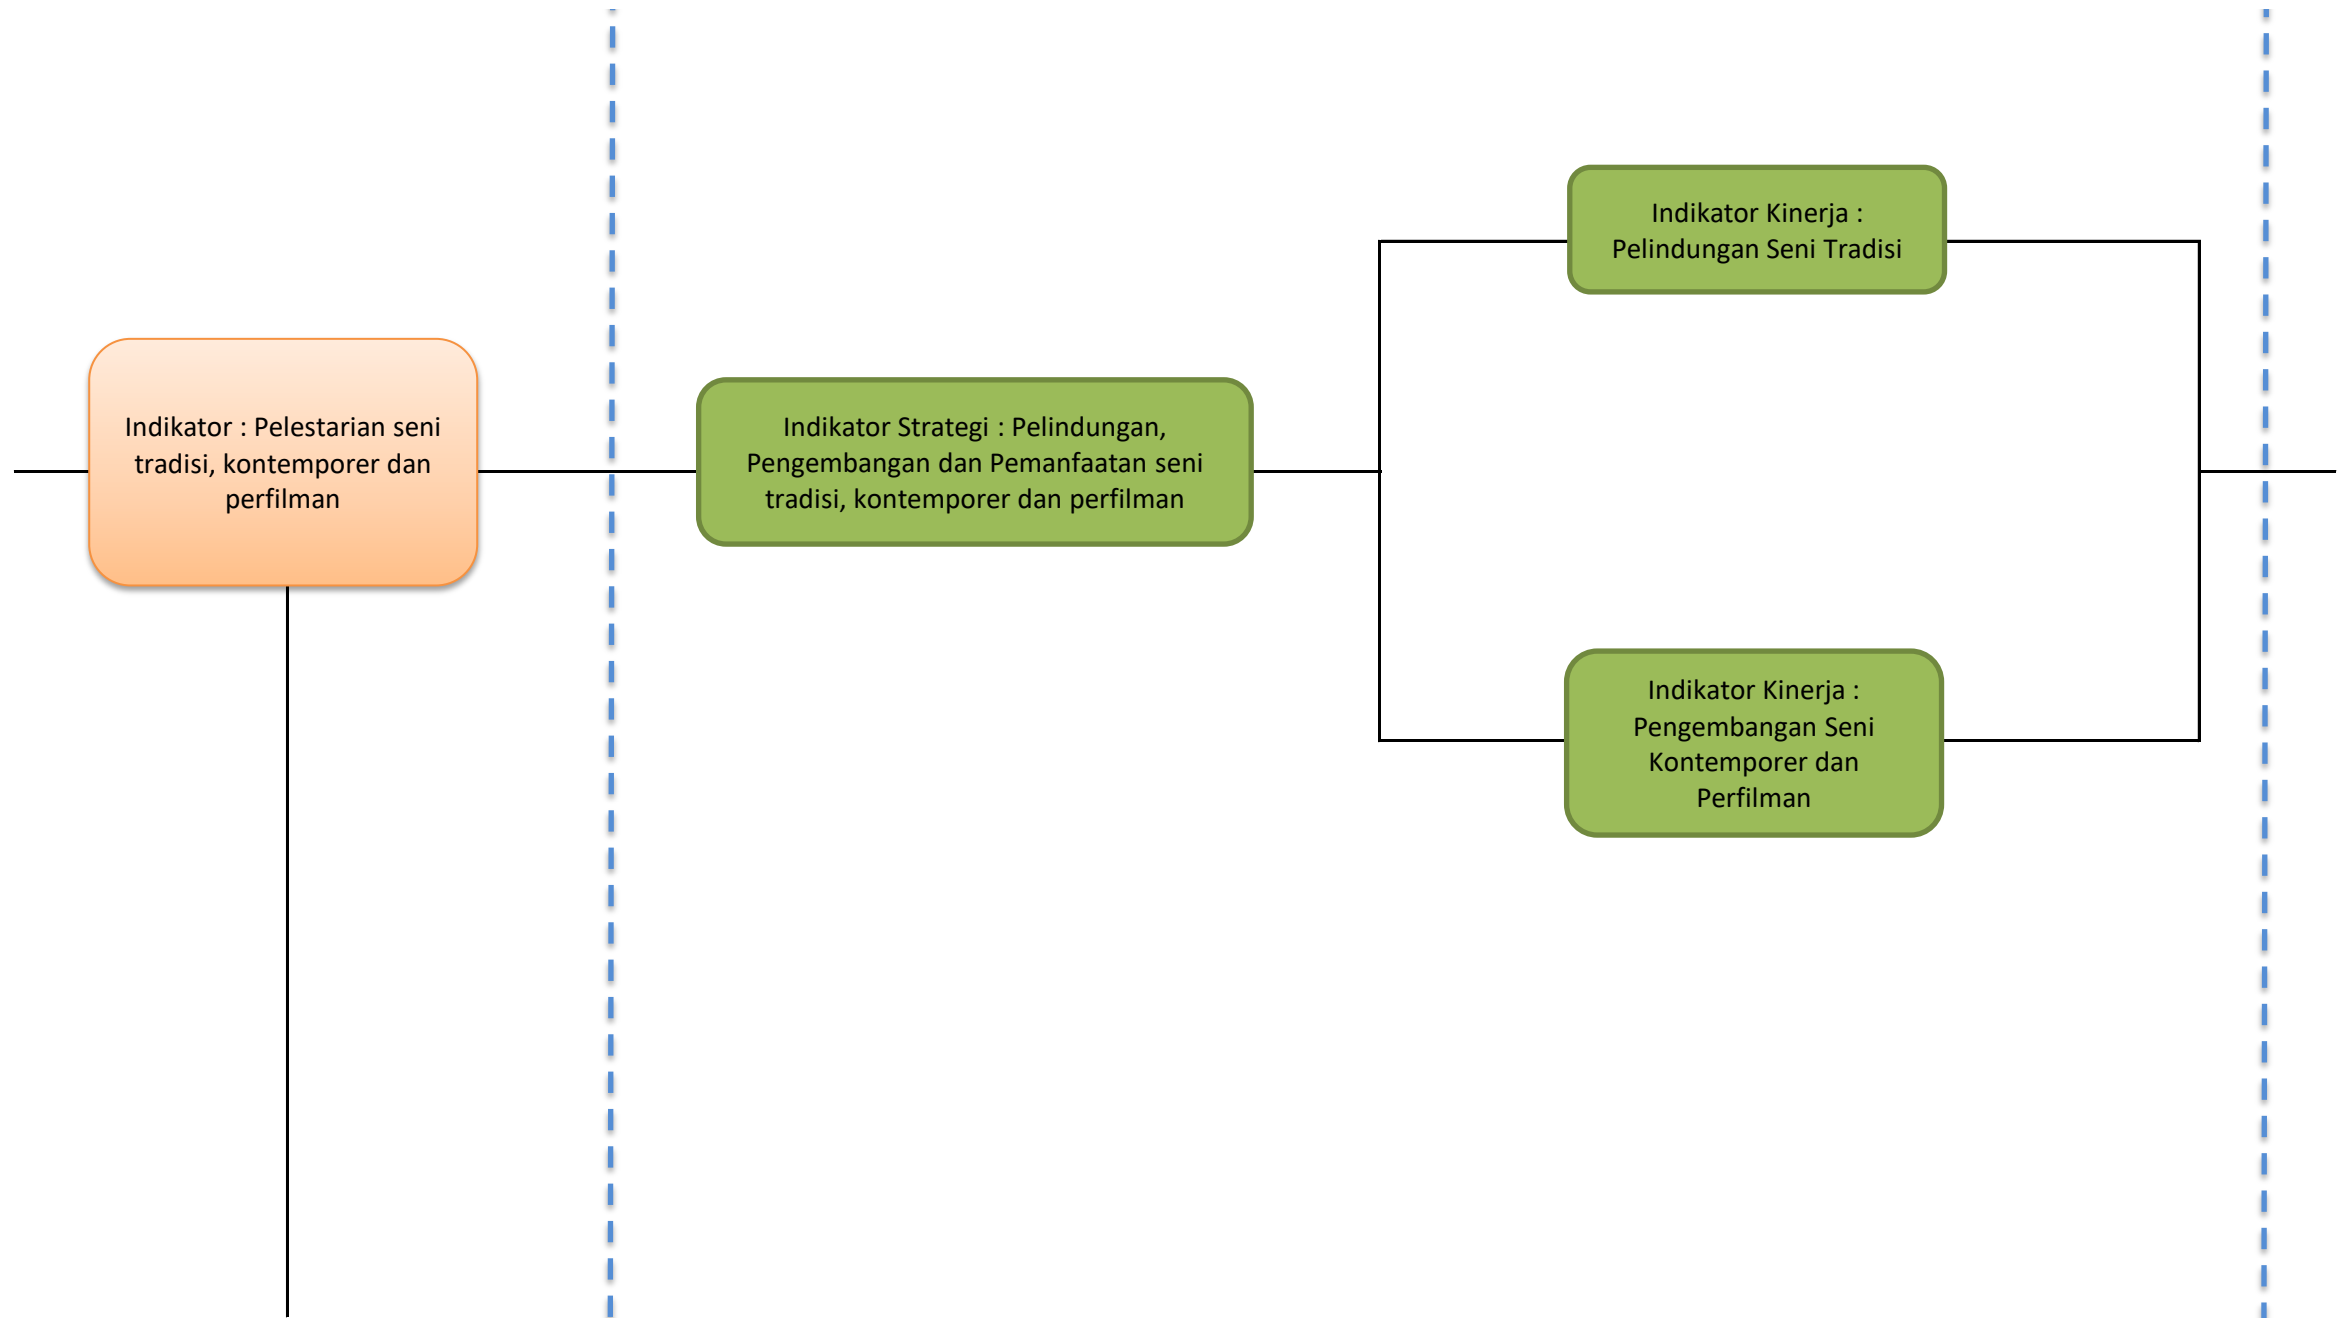 Indikator : Pelestarian seni
tradisi, kontemporer dan
perfilman
Indikator Strategi : Pelindungan,
Pengembangan dan Pemanfaatan seni
tradisi, kontemporer dan perfilman
Indikator Kinerja :
Pelindungan Seni Tradisi
Indikator Kinerja :
Pengembangan Seni
Kontemporer dan
Perfilman